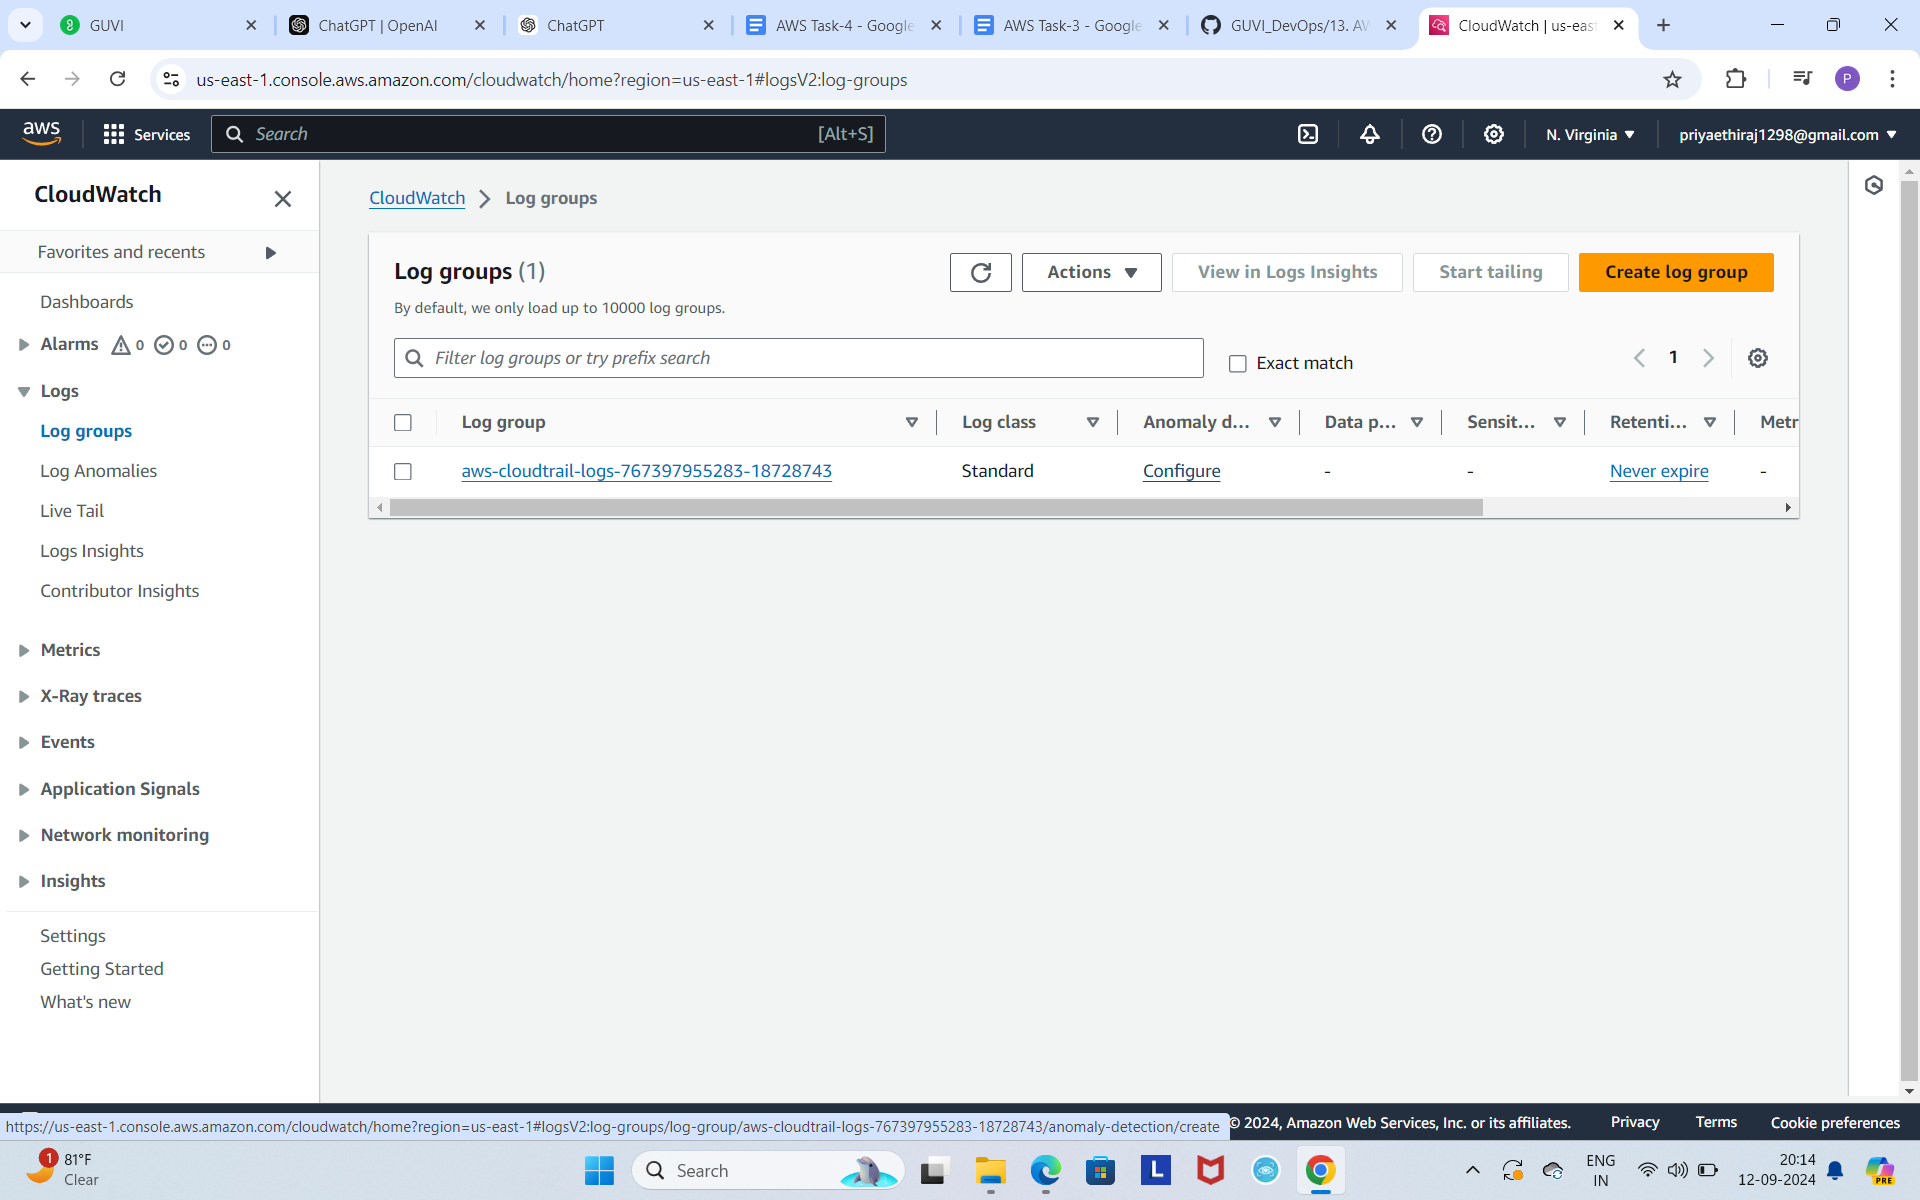 GUVI
ChatGPT | OpenAI
ChatGPT
AWS Task-4 - Google
AWS Task-3 - Google
GUVI_DevOps/13. AW
CloudWatch | us-east
us-east-1.console.aws.amazon.com/cloudwatch/home?region=us-east-1#logsV2:log-groups
P
aws
Services
Search
[Alt+S]
N. Virginia
priyaethiraj1298@gmail.com
CloudWatch
Favorites and recents
Dashboards
Alarms 0 0 0
Logs
Log groups
Log Anomalies
Live Tail
Logs Insights
Contributor Insights
Metrics
X-Ray traces
Events
Application Signals
Network monitoring
Insights
Settings
Getting Started
What's new
CloudWatch > Log groups
Log groups (1)
By default, we only load up to 10000 log groups.
Actions
View in Logs Insights
Start tailing
Create log group
Filter log groups or try prefix search
Exact match
1
Log group
Log class
Anomaly d...
Data p...
Sensit...
Retenti...
Metr
aws-cloudtrail-logs-767397955283-18728743
Standard
Configure
-
-
Never expire
-
https://us-east-1.console.aws.amazon.com/cloudwatch/home?region=us-east-1#logsV2:log-groups/log-group/aws-cloudtrail-logs-767397955283-18728743/anomaly-detection/create
© 2024, Amazon Web Services, Inc. or its affiliates.
Privacy
Terms
Cookie preferences
1
81°F
Clear
Search
L
ENG
IN
20:14
12-09-2024
PRE